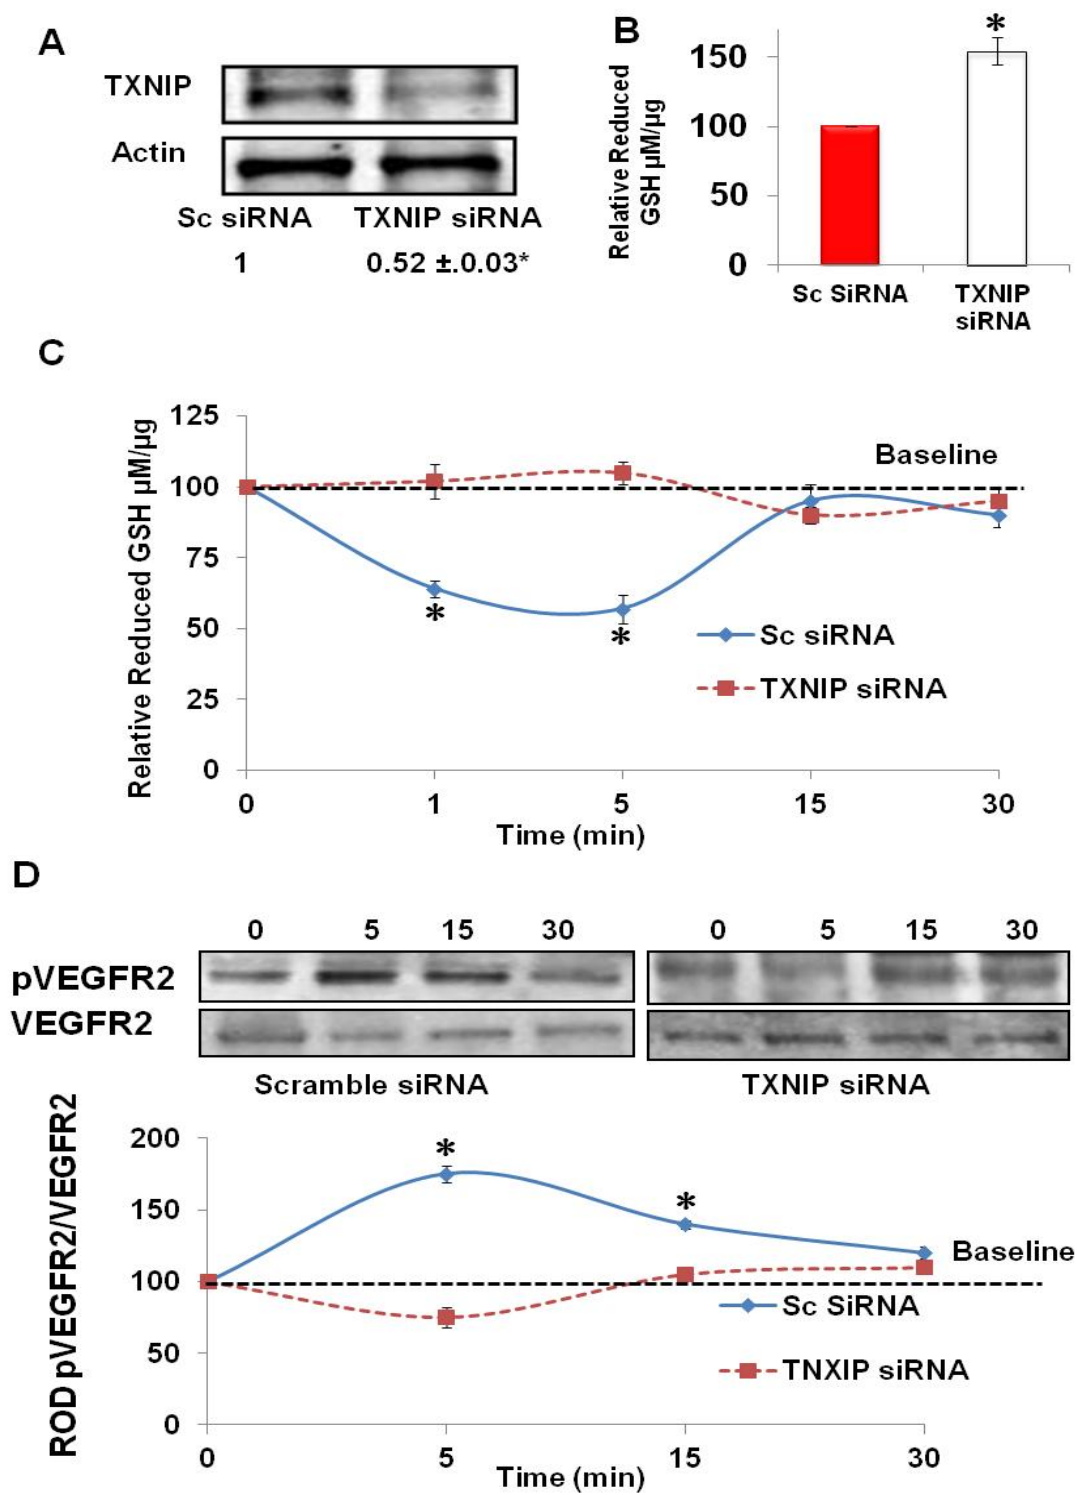 A
TXNIP
Actin
Sc siRNA TXNIP siRNA
1 0.52 ±.0.03*
B
Relative Reduced
GSH µM/µg
150
100
50
0
*
Sc SiRNA TXNIP
siRNA
C
Relative Reduced GSH µM/µg
125
100
75
50
25
0
Baseline
*
*
Sc siRNA
TXNIP siRNA
0 1 5 15 30
Time (min)
D
0 5 15 30 0 5 15 30
pVEGFR2
VEGFR2
Scramble siRNA TXNIP siRNA
ROD pVEGFR2/VEGFR2
200
150
100
50
0
*
*
Baseline
Sc SiRNA
TNXIP siRNA
0 5 15 30
Time (min)